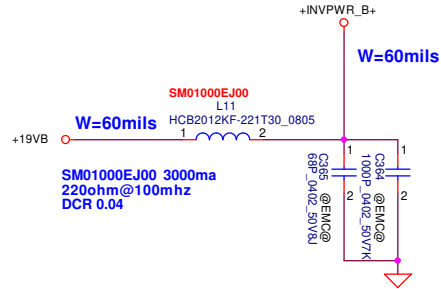 +INVPWR_B+
W=60mils
SM01000EJ00
L11
HCB2012KF-221T30_0805
W=60mils
+19VB
1
2
SM01000EJ00 3000ma
220ohm@100mhz
DCR 0.04
1
1
C365
68P_0402_50V8J
@EMC@
C364
1000P_0402_50V7K
@EMC@
2
2